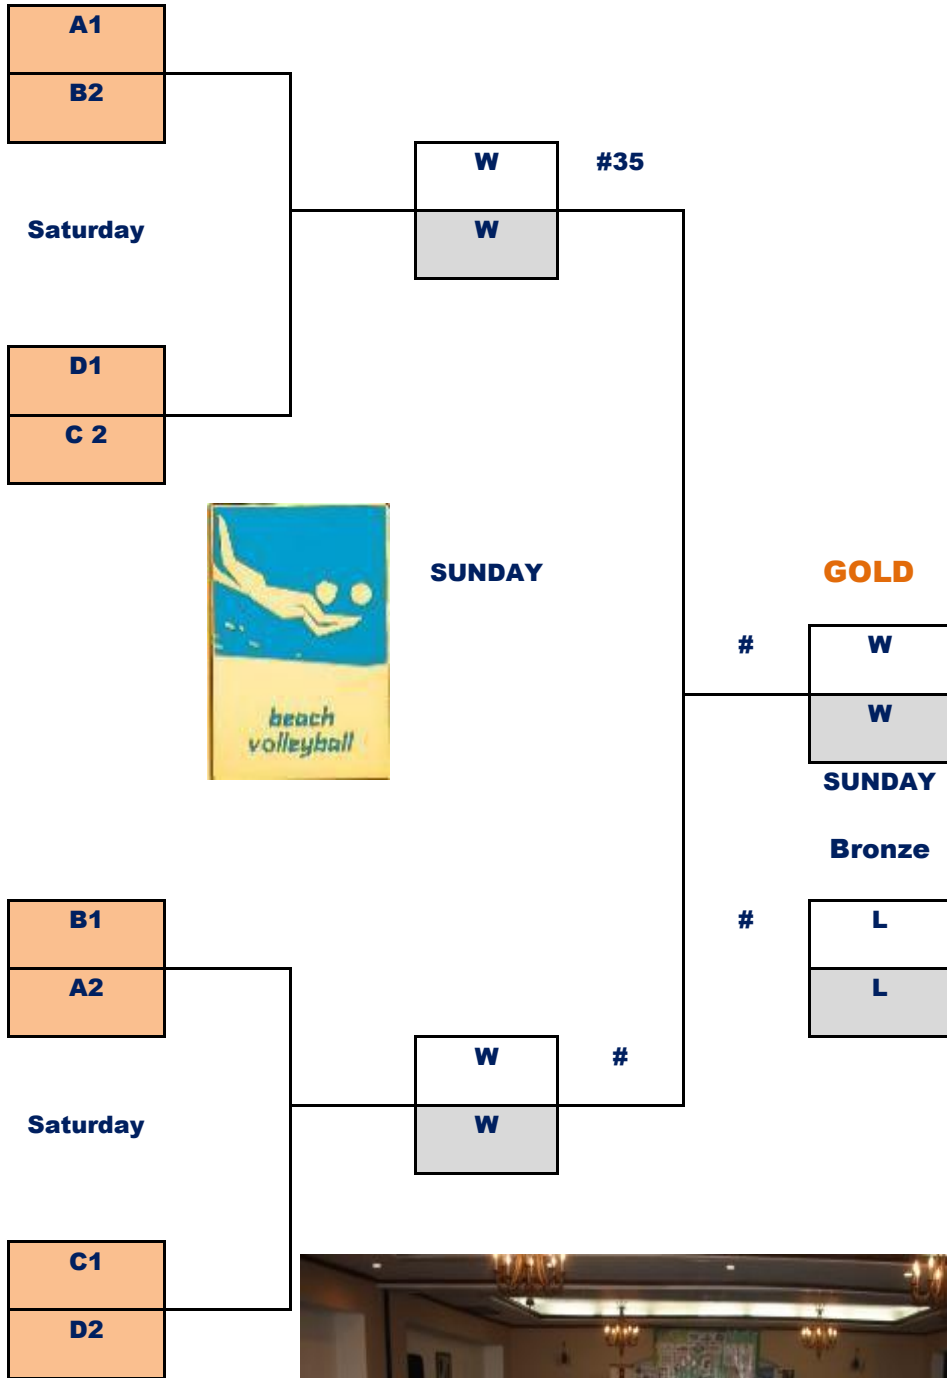 A1
B2
W #35
Saturday
W
D1
C 2
SUNDAY
GOLD
# W
beach
volleyball
W
SUNDAY
Bronze
B1
# L
A2
L
W #
Saturday
W
C1
D2